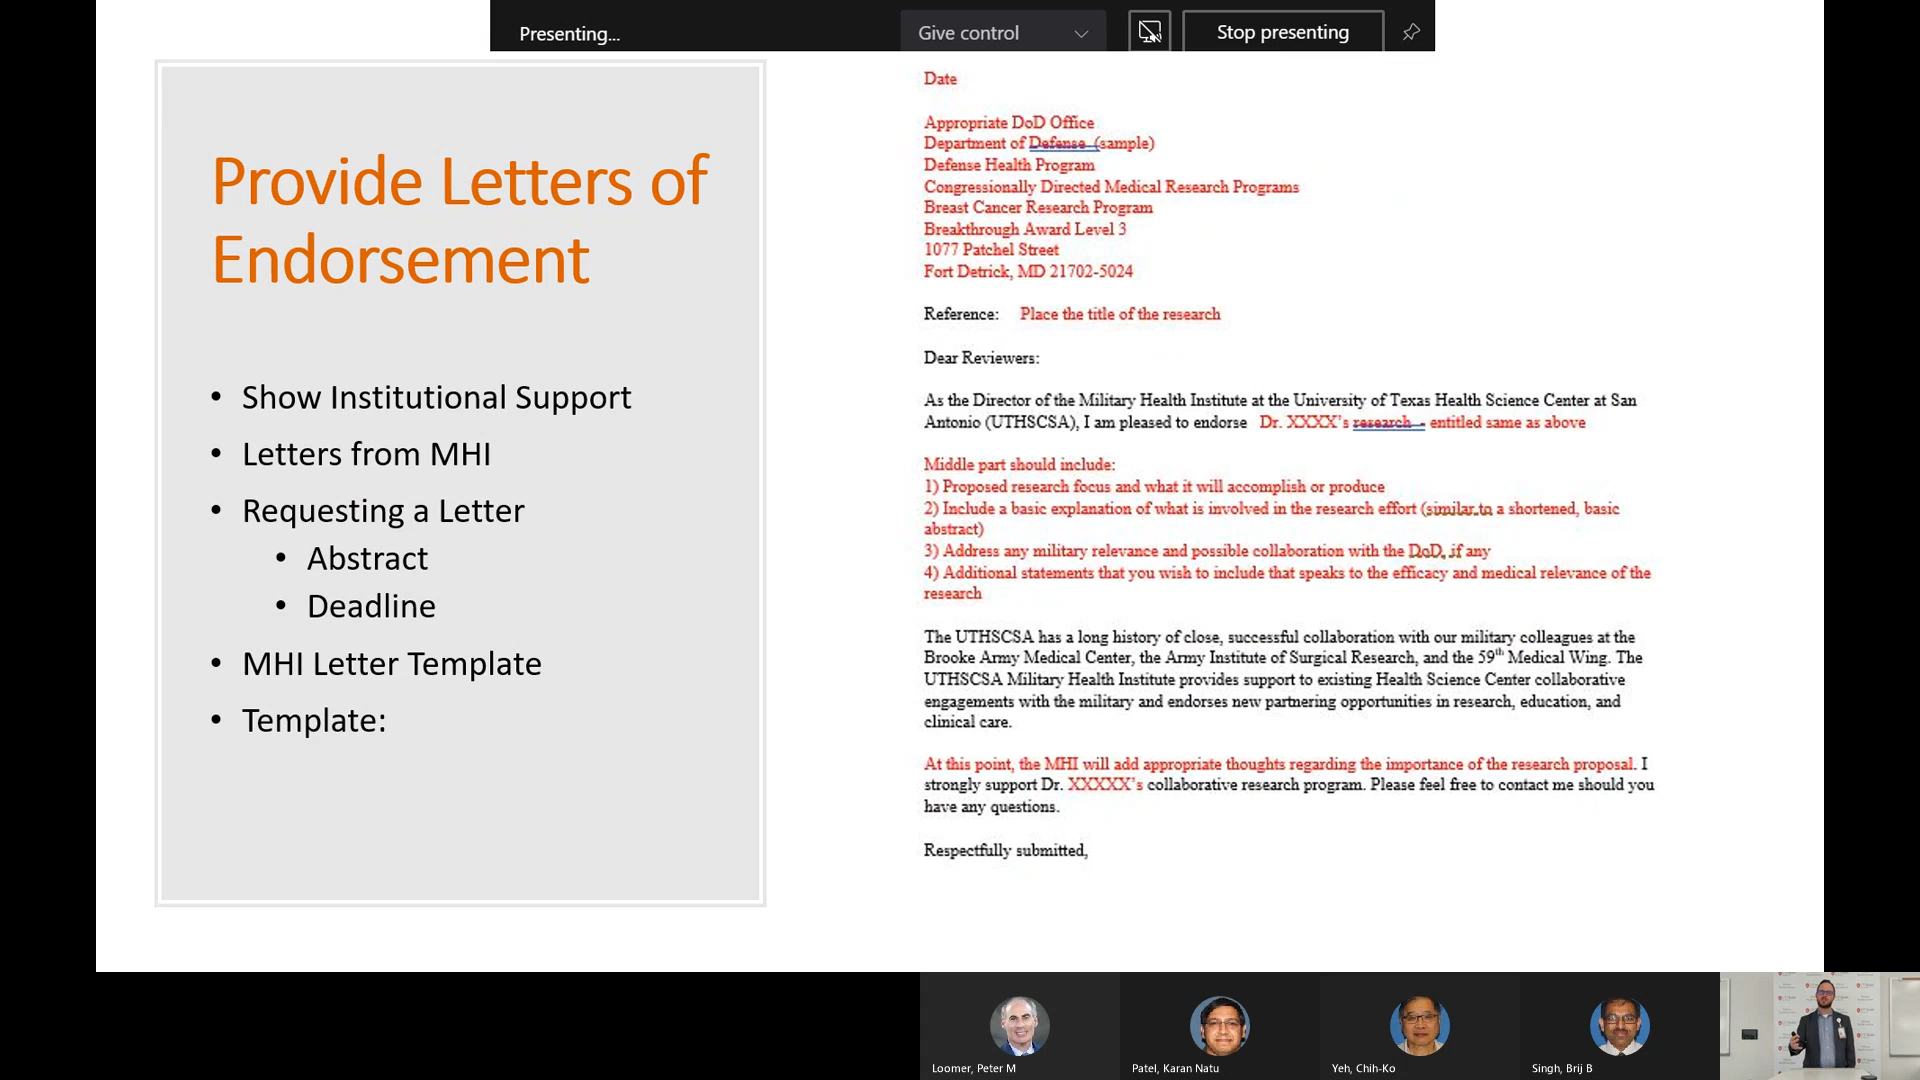 Presenting...
Give control
Stop presenting
Provide Letters of
Endorsement
• Show Institutional Support
• Letters from MHI
• Requesting a Letter
• Abstract
• Deadline
• MHI Letter Template
• Template:
Date
Appropriate DoD Office
Department of Defense (sample)
Defense Health Program
Congressionally Directed Medical Research Programs
Breast Cancer Research Program
Breakthrough Award Level 3
1077 Patchel Street
Fort Detrick, MD 21702-5024
Reference: Place the title of the research
Dear Reviewers:
As the Director of the Military Health Institute at the University of Texas Health Science Center at San
Antonio (UTHSCSA), I am pleased to endorse Dr. XXXX's research - entitled same as above
Middle part should include:
1) Proposed research focus and what it will accomplish or produce
2) Include a basic explanation of what is involved in the research effort (similar to a shortened, basic
abstract)
3) Address any military relevance and possible collaboration with the DoD, if any
4) Additional statements that you wish to include that speaks to the efficacy and medical relevance of the
research
The UTHSCSA has a long history of close, successful collaboration with our military colleagues at the
Brooke Army Medical Center, the Army Institute of Surgical Research, and the 59th Medical Wing. The
UTHSCSA Military Health Institute provides support to existing Health Science Center collaborative
engagements with the military and endorses new partnering opportunities in research, education, and
clinical care.
At this point, the MHI will add appropriate thoughts regarding the importance of the research proposal. I
strongly support Dr. XXXXX's collaborative research program. Please feel free to contact me should you
have any questions.
Respectfully submitted,
Loomer, Peter M
Patel, Karan Natu
Yeh, Chih-Ko
Singh, Brij B